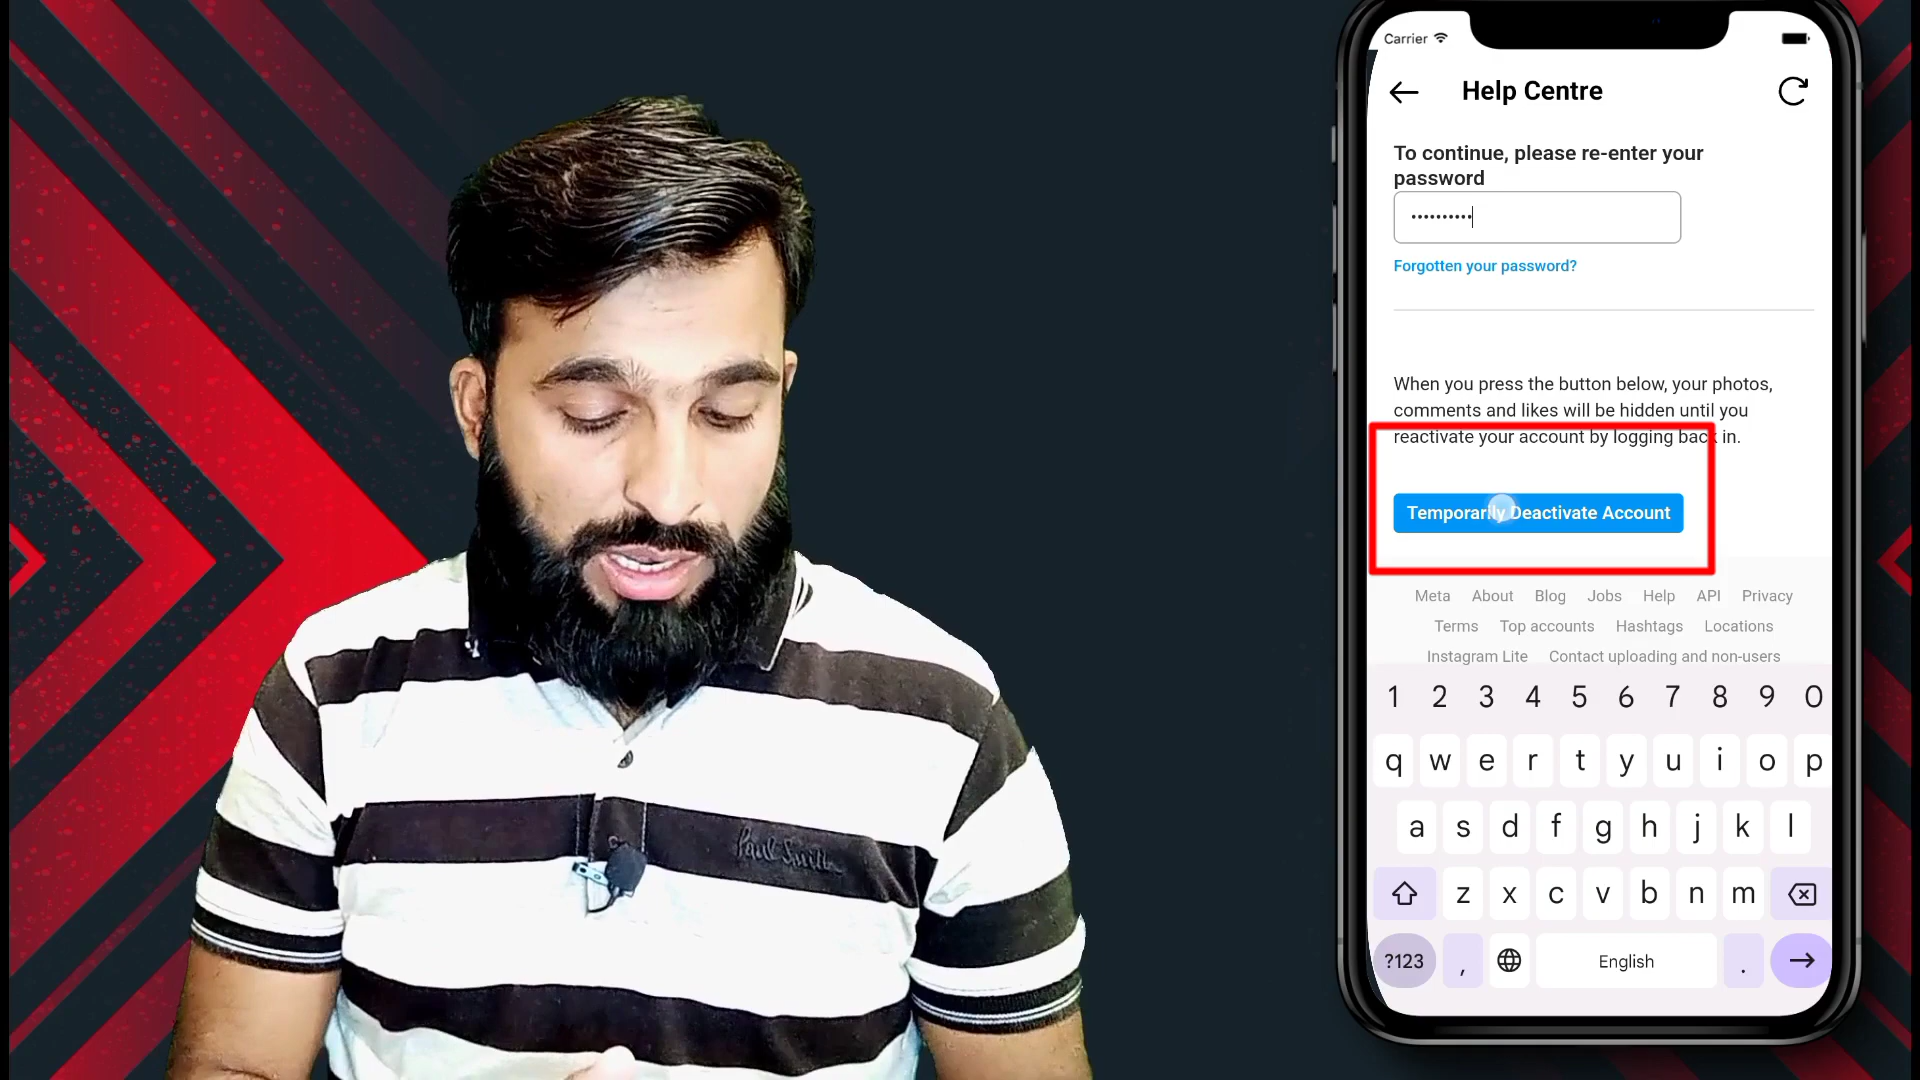 Carrier
Help Centre
To continue, please re-enter your
password
••••••••••
Forgotten your password?
When you press the button below, your photos,
comments and likes will be hidden until you
reactivate your account by logging back in.
Temporarily Deactivate Account
Meta About Blog Jobs Help API Privacy
Terms Top accounts Hashtags Locations
Instagram Lite Contact uploading and non-users
1 2 3 4 5 6 7 8 9 0
q w e r t y u i o p
a s d f g h j k l
z x c v b n m
?123 , English .
Paul Smith